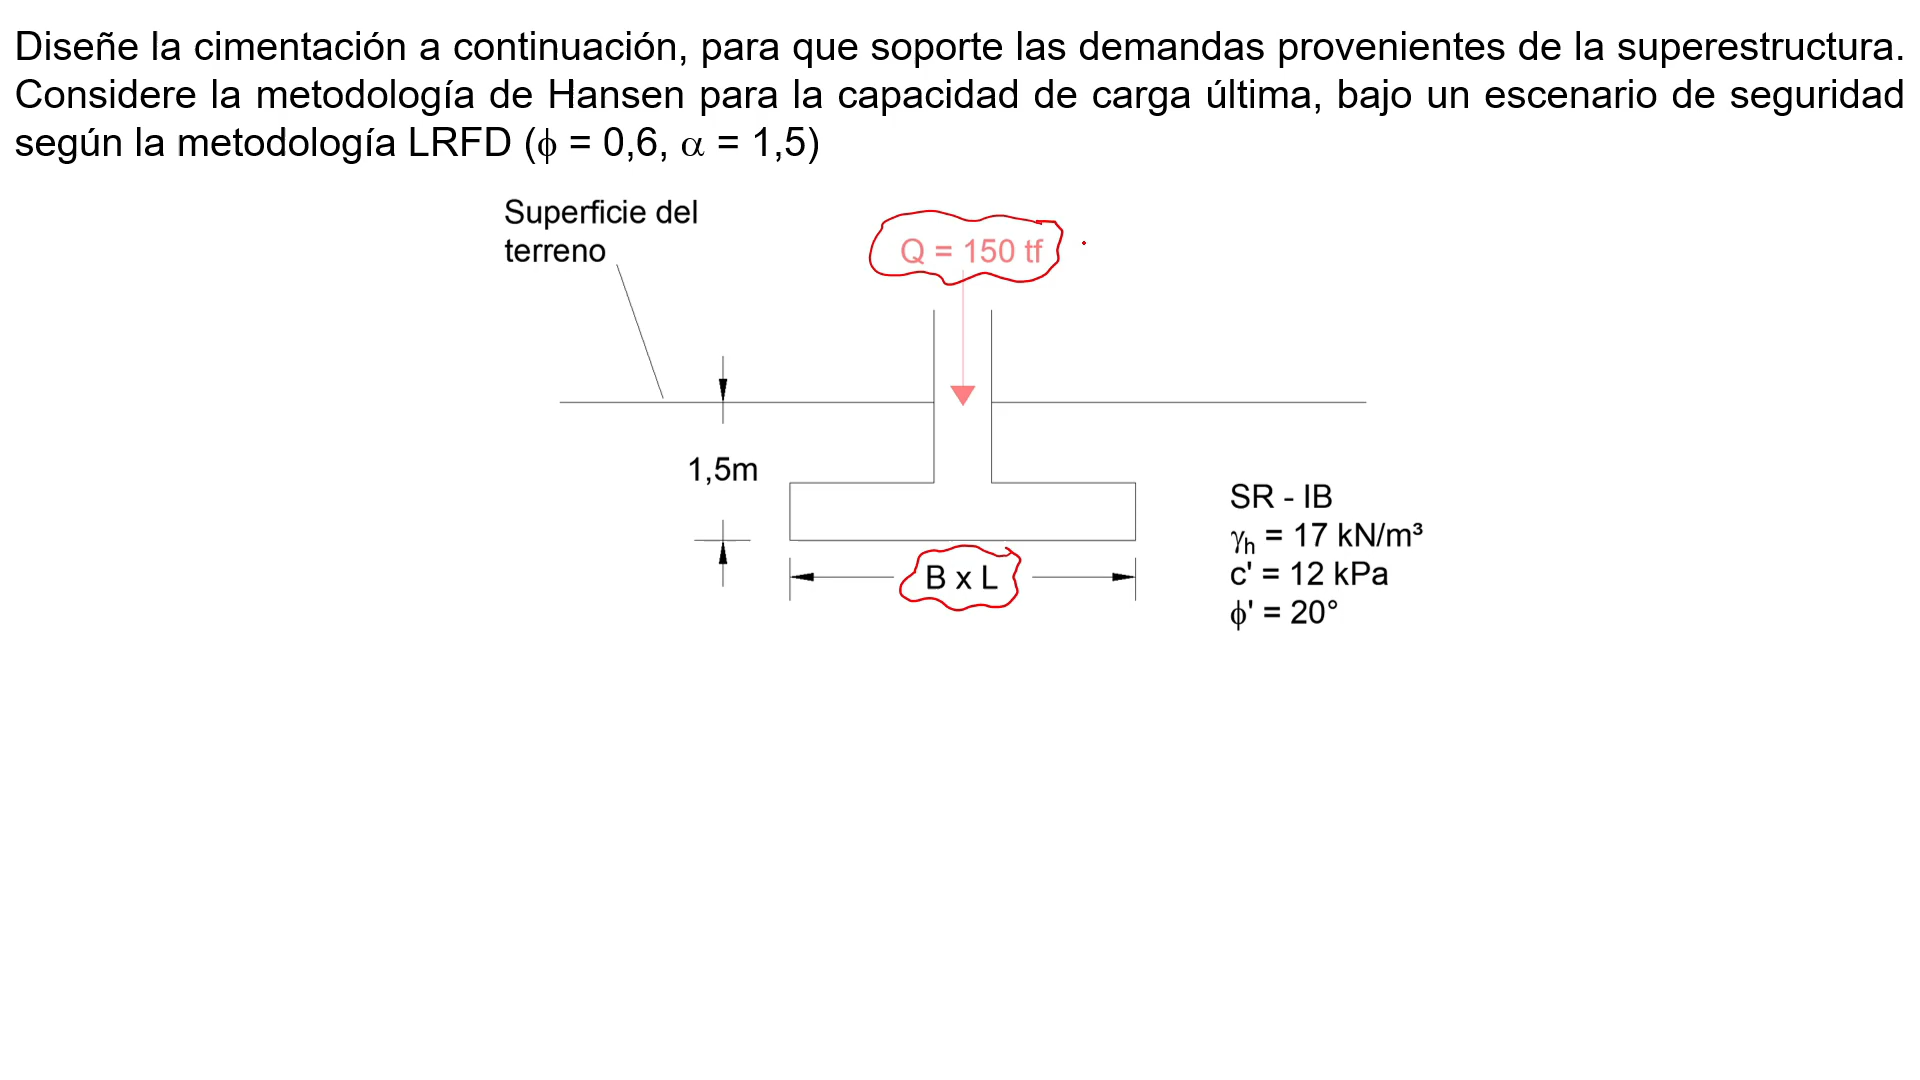 Diseñe la cimentación a continuación, para que soporte las demandas provenientes de la superestructura.
Considere la metodología de Hansen para la capacidad de carga última, bajo un escenario de seguridad
según la metodología LRFD (ϕ = 0,6, α = 1,5)
Superficie del
terreno
Q = 150 tf
1,5m
B x L
SR - IB
γh = 17 kN/m³
c' = 12 kPa
ϕ' = 20°